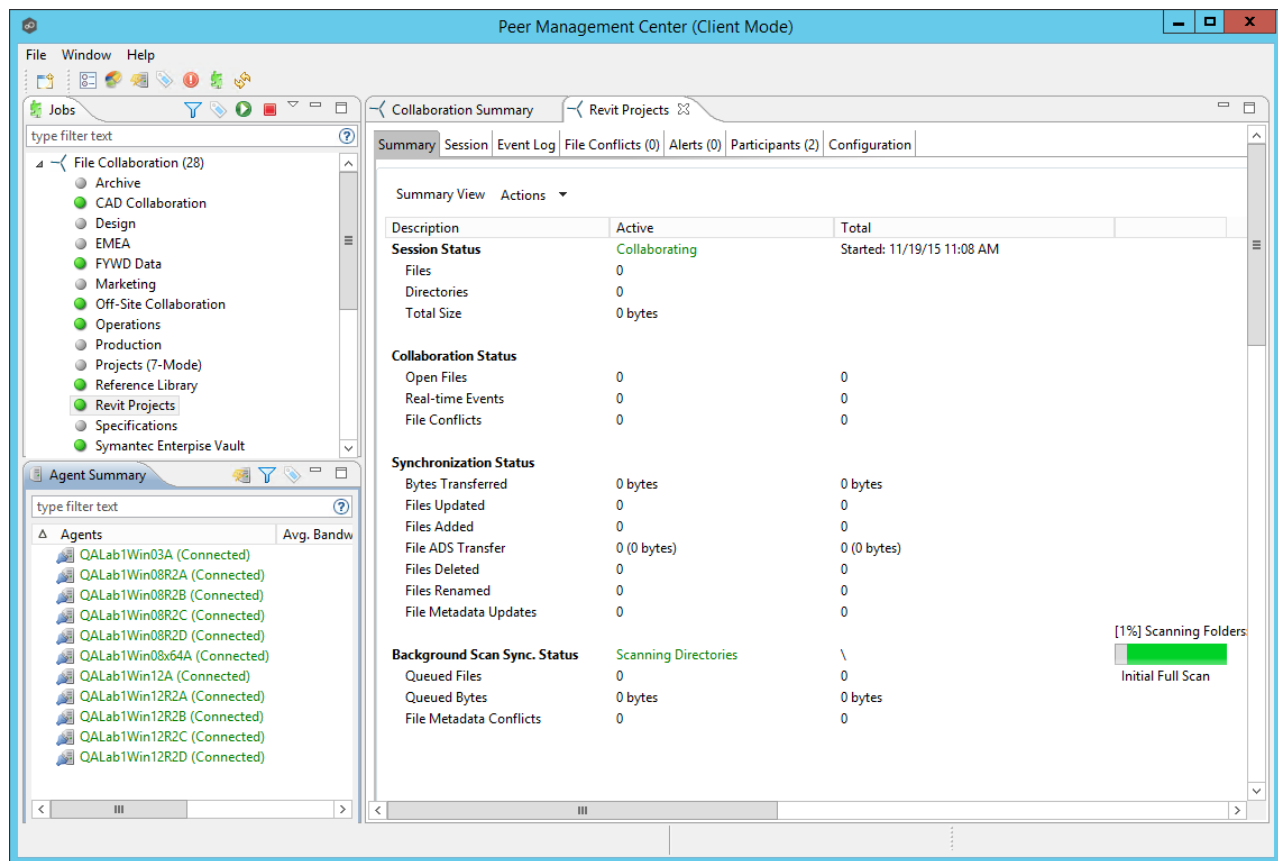 Peer Management Center (Client Mode)
File Window Help
Jobs
type filter text
File Collaboration (28)
Archive
CAD Collaboration
Design
EMEA
FYWD Data
Marketing
Off-Site Collaboration
Operations
Production
Projects (7-Mode)
Reference Library
Revit Projects
Specifications
Symantec Enterpise Vault
Agent Summary
type filter text
Agents Avg. Bandw
QALab1Win03A (Connected)
QALab1Win08R2A (Connected)
QALab1Win08R2B (Connected)
QALab1Win08R2C (Connected)
QALab1Win08R2D (Connected)
QALab1Win08x64A (Connected)
QALab1Win12A (Connected)
QALab1Win12R2A (Connected)
QALab1Win12R2B (Connected)
QALab1Win12R2C (Connected)
QALab1Win12R2D (Connected)
Collaboration Summary Revit Projects
Summary Session Event Log File Conflicts (0) Alerts (0) Participants (2) Configuration
Summary View Actions
Description Active Total
Session Status Collaborating Started: 11/19/15 11:08 AM
Files 0
Directories 0
Total Size 0 bytes
Collaboration Status
Open Files 0 0
Real-time Events 0 0
File Conflicts 0 0
Synchronization Status
Bytes Transferred 0 bytes 0 bytes
Files Updated 0 0
Files Added 0 0
File ADS Transfer 0 (0 bytes) 0 (0 bytes)
Files Deleted 0 0
Files Renamed 0 0
File Metadata Updates 0 0
[1%] Scanning Folders
Background Scan Sync. Status Scanning Directories \
Queued Files 0 0 Initial Full Scan
Queued Bytes 0 bytes 0 bytes
File Metadata Conflicts 0 0